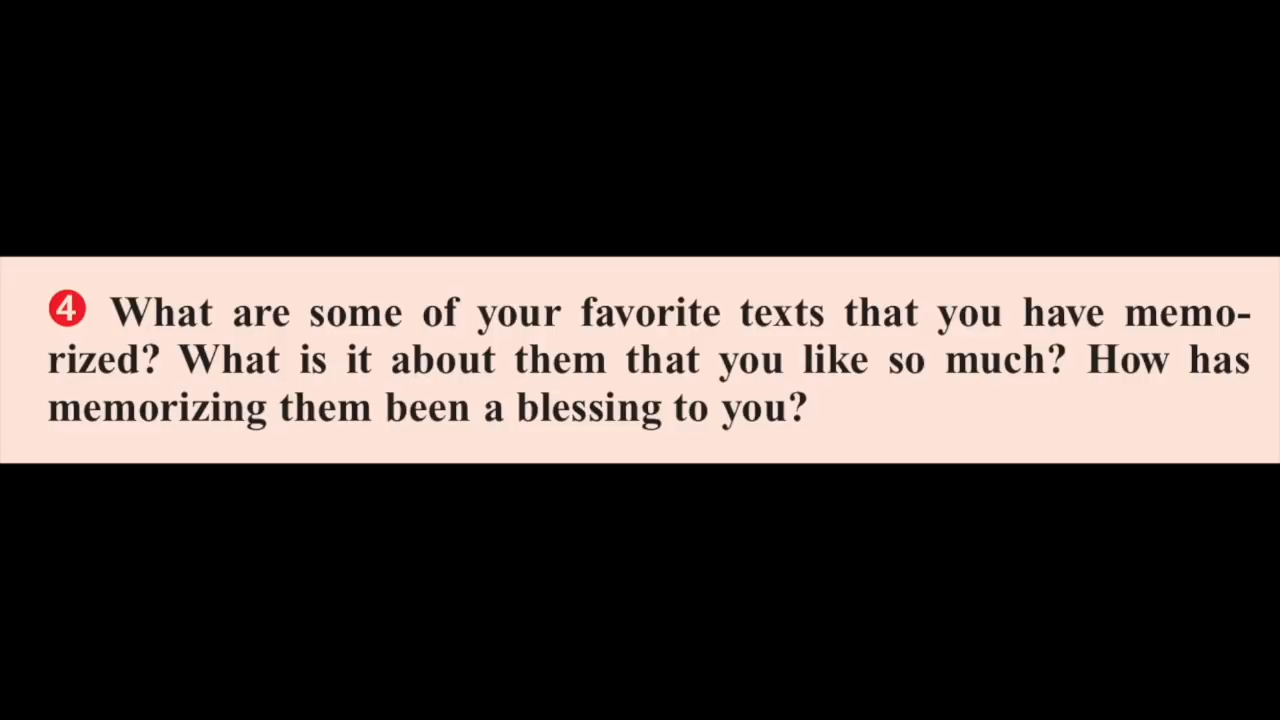 4 What are some of your favorite texts that you have memo-
rized? What is it about them that you like so much? How has
memorizing them been a blessing to you?